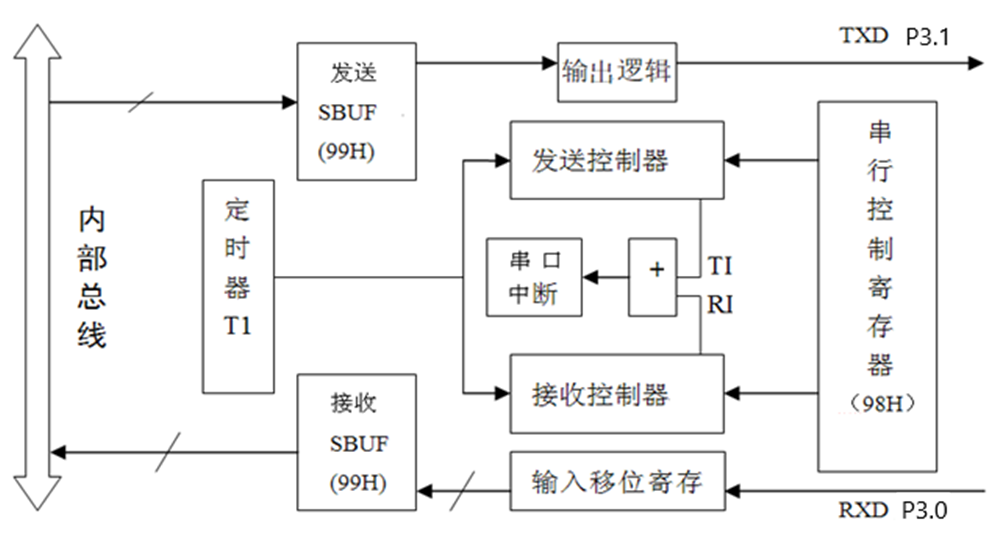 TXD P3.1
发送
SBUF
(99H)
输出逻辑
串
行
控
制
寄
存
器
（98H）
发送控制器
定
时
器
T1
内
部
总
线
串口
中断
+
TI
RI
接收
SBUF
(99H)
接收控制器
输入移位寄存
RXD P3.0